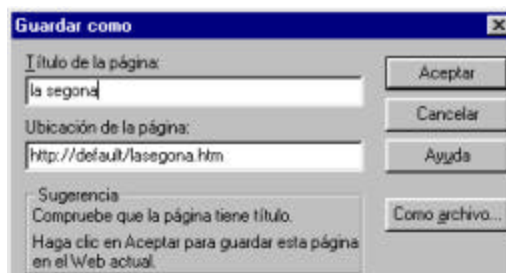 Guardar como
Título de la página:
la segona
Aceptar
Cancelar
Ubicación de la página:
http://default/lasegona.htm
Ayuda
Sugerencia
Compruebe que la página tiene título.
Como archivo...
Haga clic en Aceptar para guardar esta página
en el Web actual.